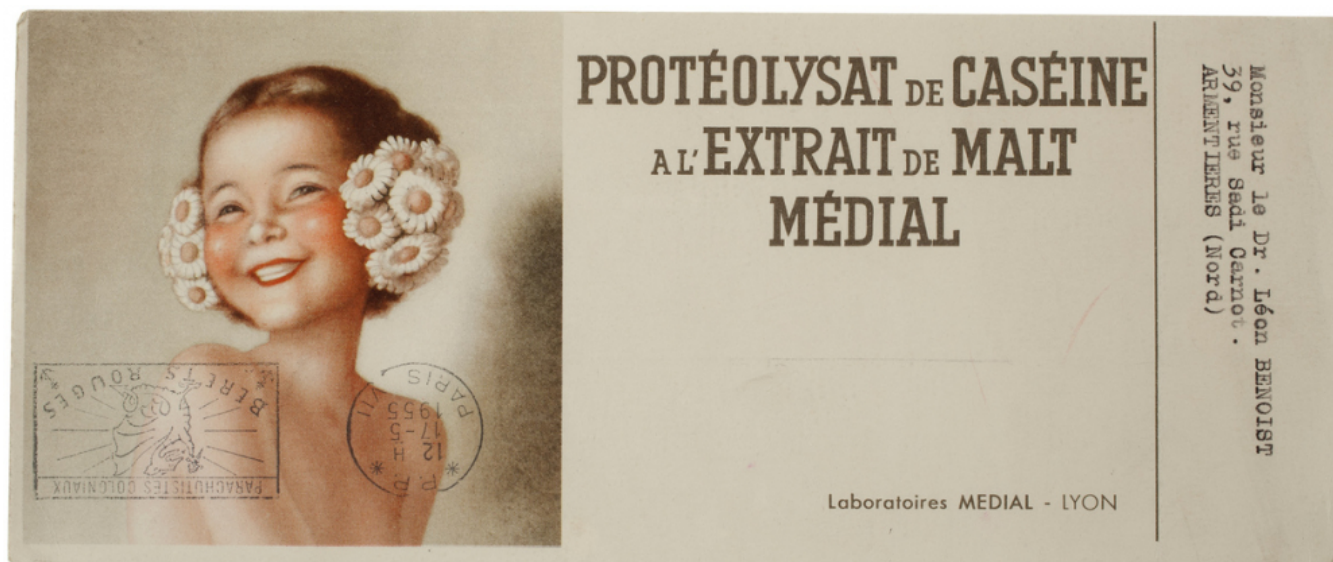 PROTÉOLYSAT DE CASÉINE
A L'EXTRAIT DE MALT
MÉDIAL
Laboratoires MEDIAL - LYON
Monsieur le Dr. Léon BENOIST
39, rue Sadi Carnot.
ARMENTIERES (Nord)
PARACHUTISTES COLONIAUX
BERETS ROUGES
P.P.
12 H
17-5
1955
PARIS VII